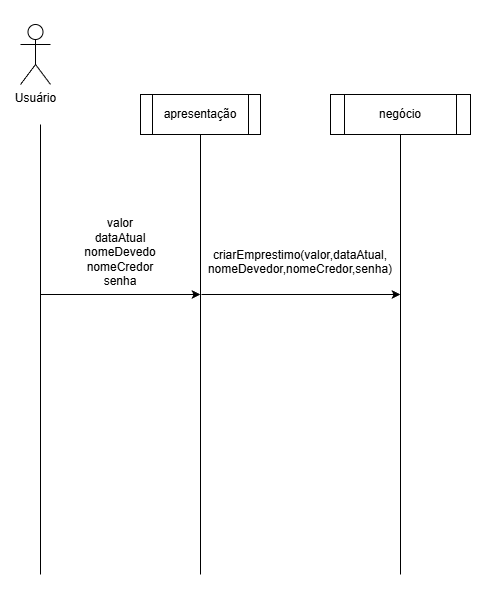 Usuário
apresentação
negócio
valor
dataAtual
nomeDevedo
nomeCredor
senha
criarEmprestimo(valor,dataAtual,
nomeDevedor,nomeCredor,senha)